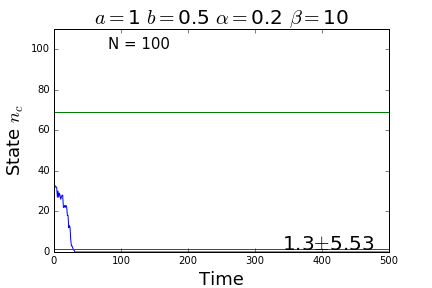 a = 1 b = 0.5 α = 0.2 β = 10
N = 100
State n_c
100
80
60
40
20
0
1.3+5.53
0 100 200 300 400 500
Time